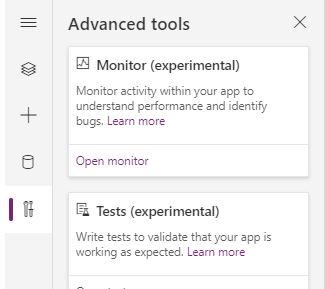 Advanced tools
Monitor (experimental)
Monitor activity within your app to
understand performance and identify
bugs. Learn more
Open monitor
Tests (experimental)
Write tests to validate that your app is
working as expected. Learn more